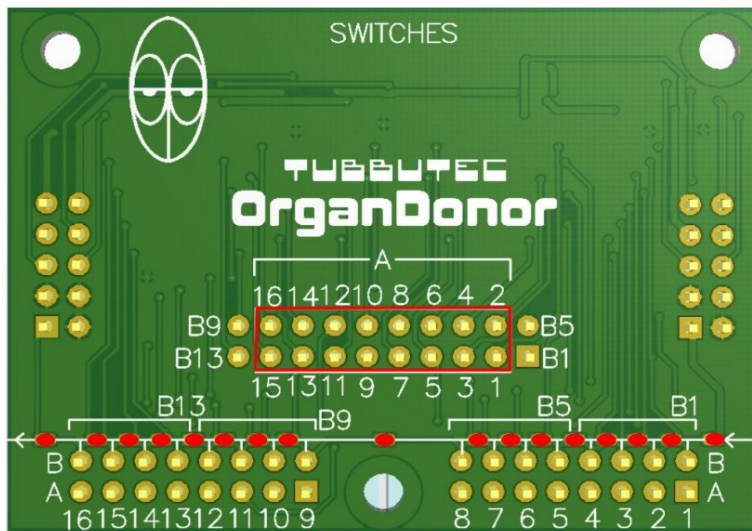 SWITCHES
TUBBUTEC
OrganDonor
A
16 14 12 10 8 6 4 2
B9 B5
B13 B1
15 13 11 9 7 5 3 1
B13 B9 B5 B1
B B B
A A A
16 15 14 13 12 11 10 9 8 7 6 5 4 3 2 1